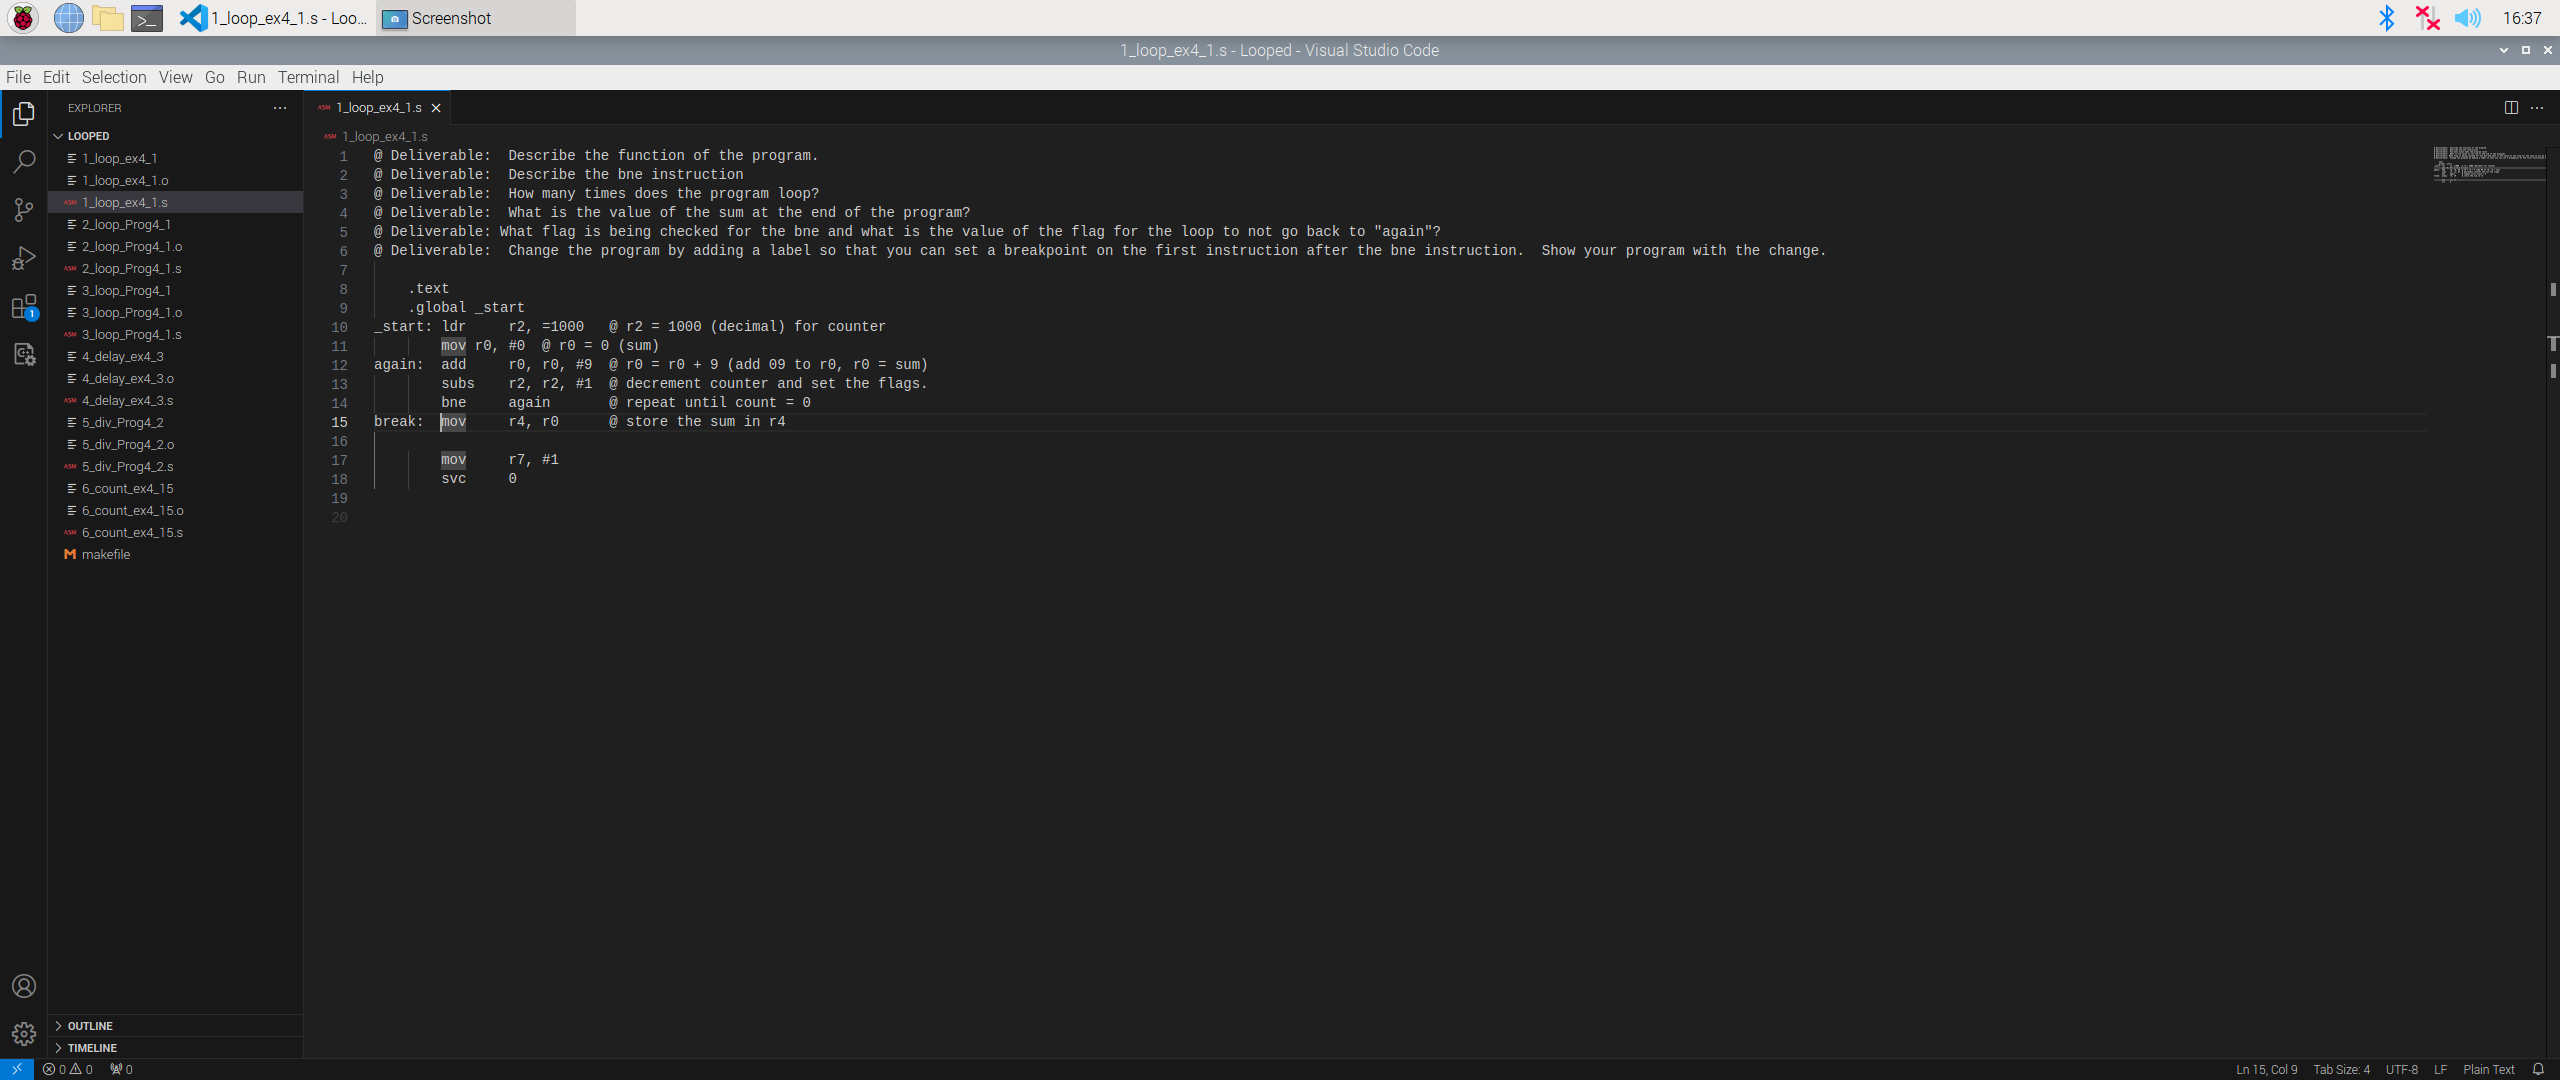 1_loop_ex4_1.s - Loo...
Screenshot
16:37
1_loop_ex4_1.s - Looped - Visual Studio Code
File Edit Selection View Go Run Terminal Help
EXPLORER
LOOPED
1_loop_ex4_1
1_loop_ex4_1.o
ASM 1_loop_ex4_1.s
2_loop_Prog4_1
2_loop_Prog4_1.o
ASM 2_loop_Prog4_1.s
3_loop_Prog4_1
3_loop_Prog4_1.o
ASM 3_loop_Prog4_1.s
4_delay_ex4_3
4_delay_ex4_3.o
ASM 4_delay_ex4_3.s
5_div_Prog4_2
5_div_Prog4_2.o
ASM 5_div_Prog4_2.s
6_count_ex4_15
6_count_ex4_15.o
ASM 6_count_ex4_15.s
M makefile
1
OUTLINE
TIMELINE
ASM 1_loop_ex4_1.s
ASM 1_loop_ex4_1.s
1 @ Deliverable:  Describe the function of the program.
2 @ Deliverable:  Describe the bne instruction
3 @ Deliverable:  How many times does the program loop?
4 @ Deliverable:  What is the value of the sum at the end of the program?
5 @ Deliverable: What flag is being checked for the bne and what is the value of the flag for the loop to not go back to "again"?
6 @ Deliverable:  Change the program by adding a label so that you can set a breakpoint on the first instruction after the bne instruction.  Show your program with the change.
7
8     .text
9     .global _start
10 _start: ldr     r2, =1000   @ r2 = 1000 (decimal) for counter
11         mov r0, #0  @ r0 = 0 (sum)
12 again:  add     r0, r0, #9  @ r0 = r0 + 9 (add 09 to r0, r0 = sum)
13         subs    r2, r2, #1  @ decrement counter and set the flags.
14         bne     again       @ repeat until count = 0
15 break:  mov     r4, r0      @ store the sum in r4
16
17         mov     r7, #1
18         svc     0
19
20
0 0 0
Ln 15, Col 9 Tab Size: 4 UTF-8 LF Plain Text